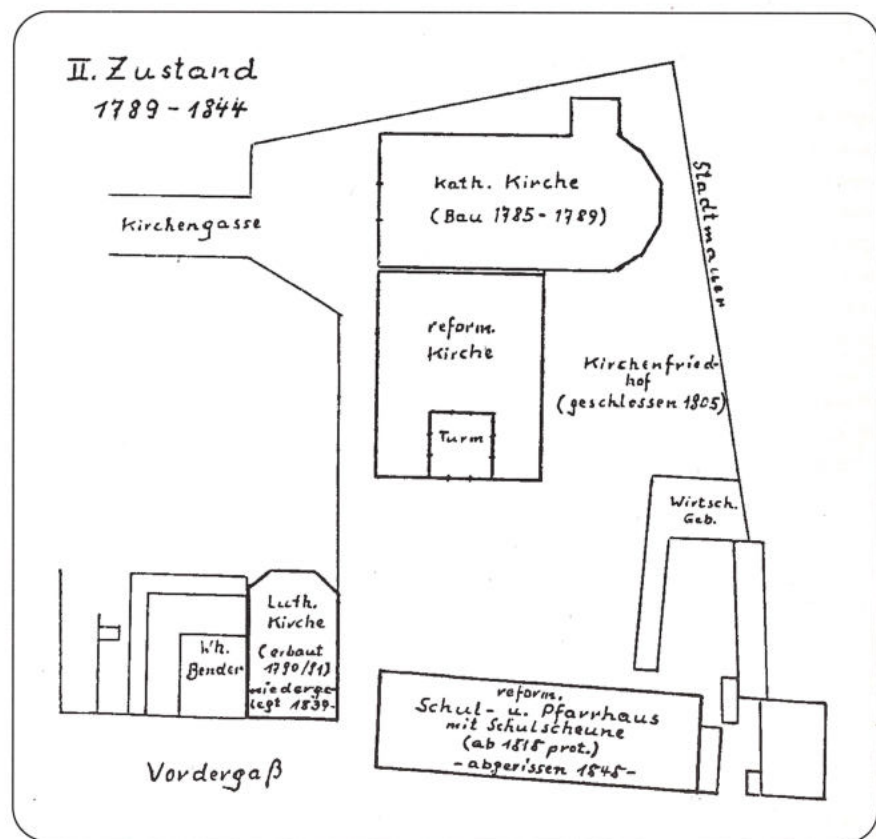 II. Zustand
1789 - 1844
Kath. Kirche
(Bau 1785 - 1789)
Stadtmauer
Kirchengasse
reform.
Kirche
Kirchenfried-
hof
(geschlossen 1805)
Turm
Wirtsch.
Geb.
Luth.
Kirche
(erbaut
1790/91)
niederge-
legt 1839-
Wh.
Bender
reform.
Schul- u. Pfarrhaus
mit Schulscheune
(ab 1818 prot.)
- abgerissen 1845 -
Vordergaß